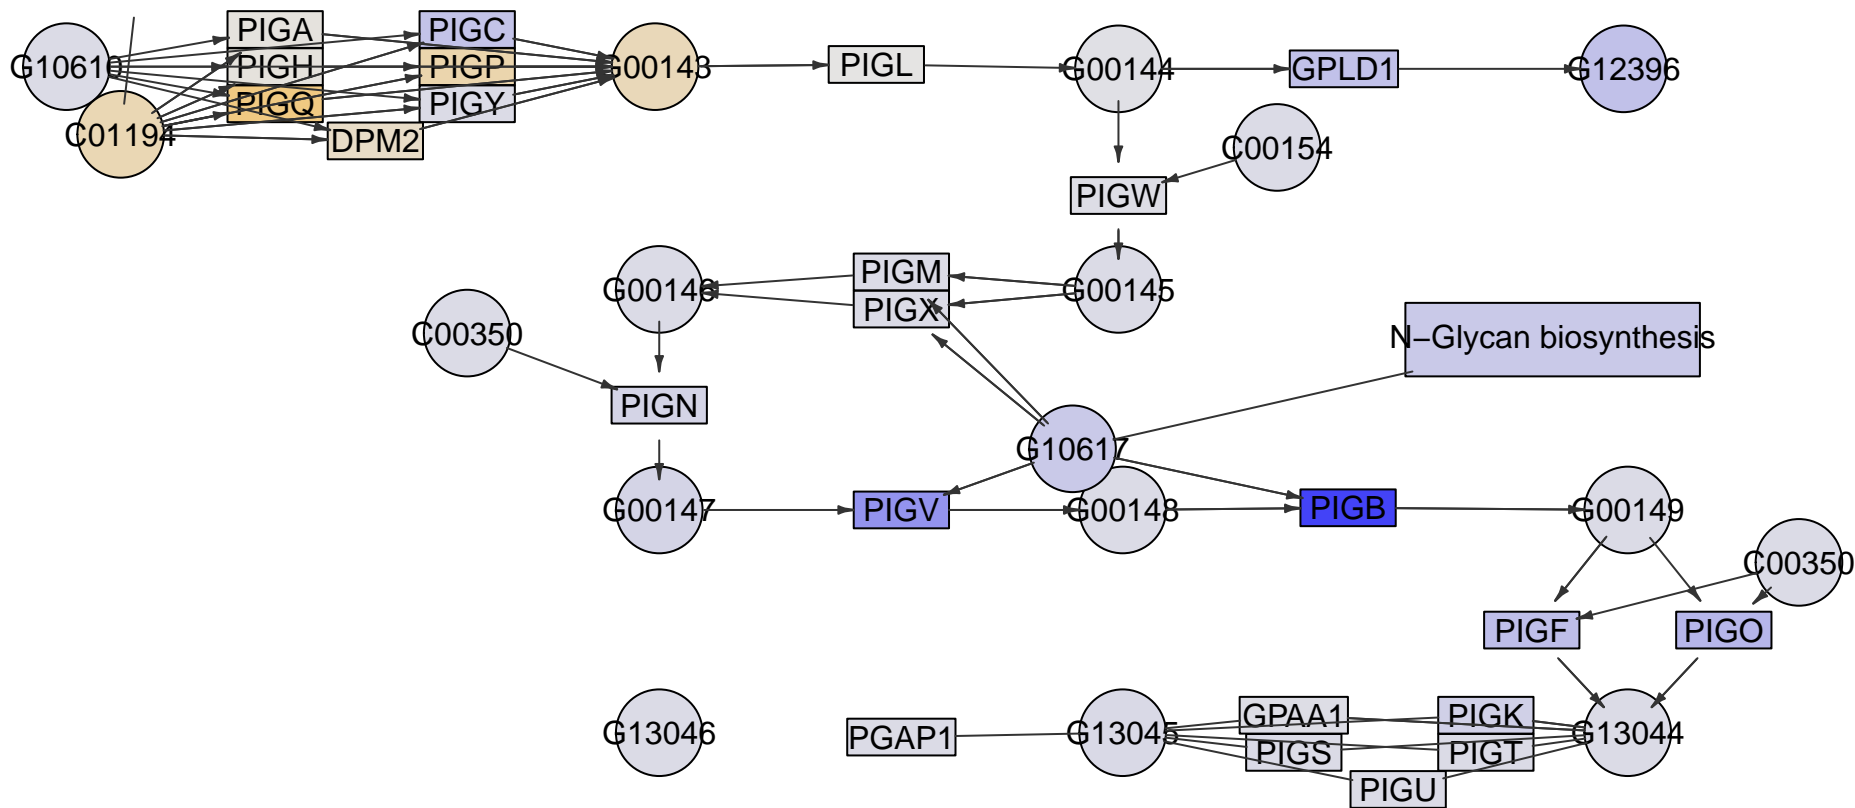 PIGA
PIGC
G10610
PIGH
PIGP
G00143
PIGL
G00144
GPLD1
G12396
PIGQ
PIGY
C01194
DPM2
C00154
PIGW
PIGM
G00146
G00145
PIGX
C00350
N−Glycan biosynthesis
PIGN
G10617
G00147
PIGV
G00148
PIGB
G00149
C00350
PIGF
PIGO
GPAA1
PIGK
G13046
PGAP1
G13045
G13044
PIGS
PIGT
PIGU